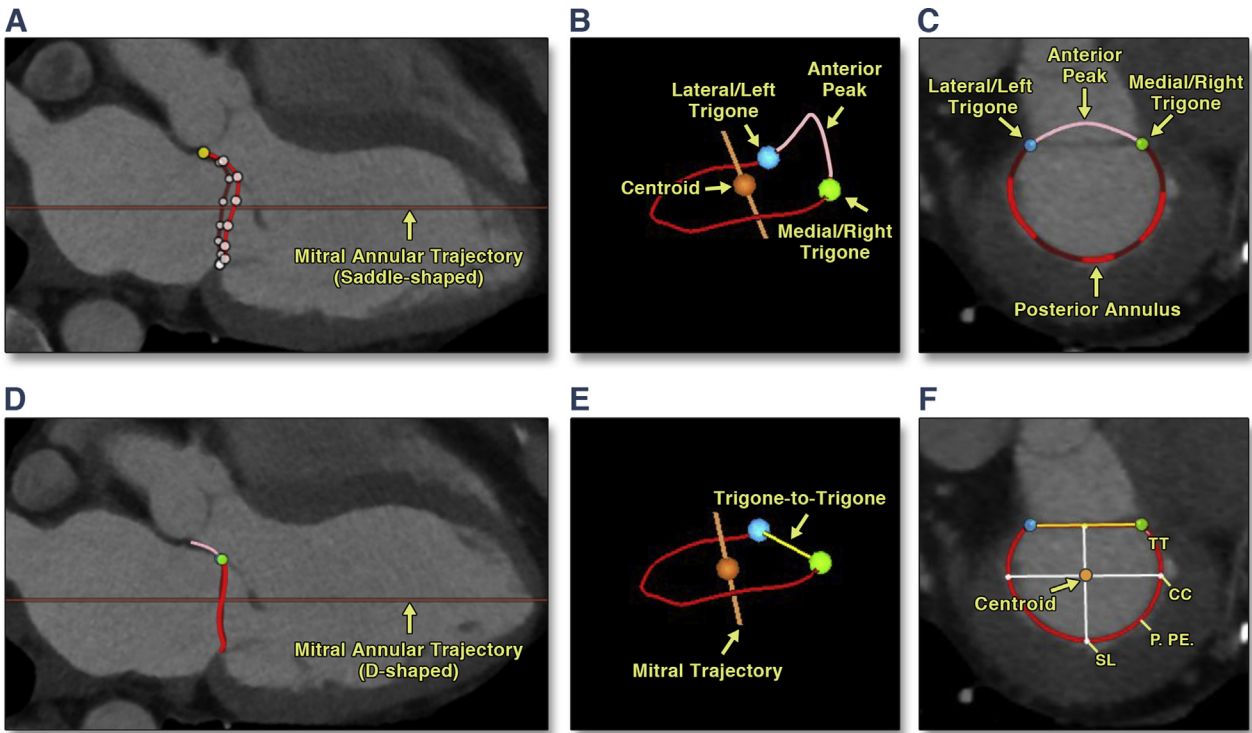 A
Mitral Annular Trajectory
(Saddle-shaped)
B
Lateral/Left
Trigone
Anterior
Peak
Centroid
Medial/Right
Trigone
C
Anterior
Peak
Lateral/Left
Trigone
Medial/Right
Trigone
Posterior Annulus
D
Mitral Annular Trajectory
(D-shaped)
E
Trigone-to-Trigone
Mitral Trajectory
F
TT
CC
Centroid
P. PE.
SL